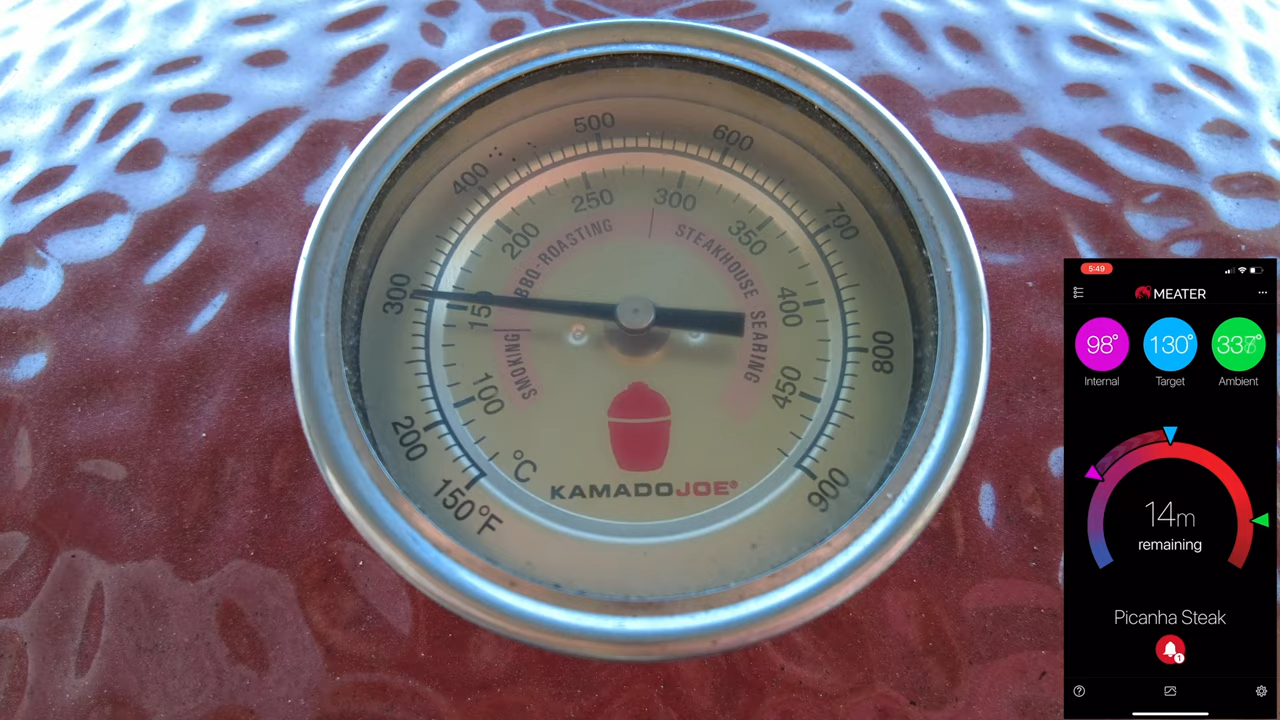 500
600
400
700
300
800
200
900
150°F
250
300
200
350
150
400
100
450
°C
BBQ-ROASTING
STEAKHOUSE SEARING
SMOKING
KAMADOJOE®
5:49
MEATER
98° 130°
Internal Target Ambient
14m
remaining
Picanha Steak
1